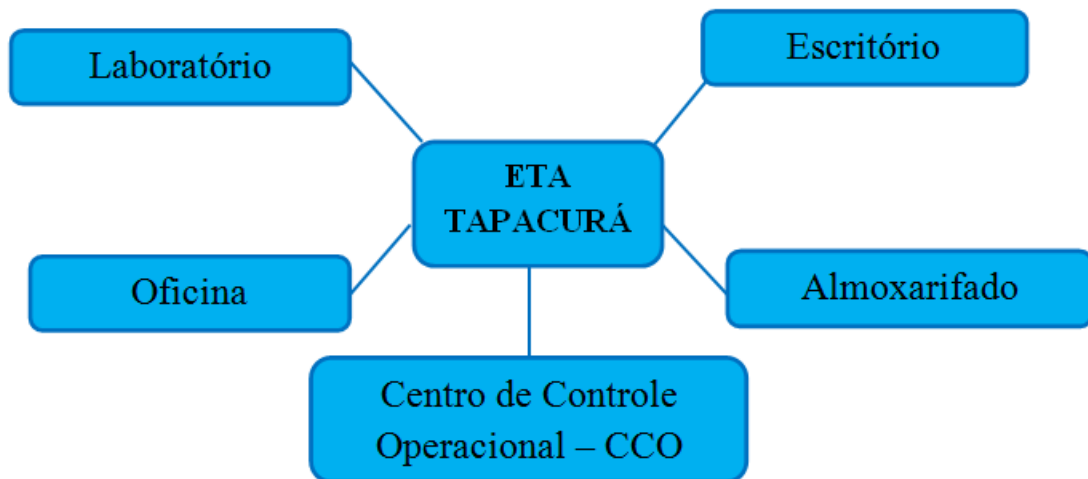 Laboratório
Escritório
ETA
TAPACURÁ
Oficina
Almoxarifado
Centro de Controle
Operacional – CCO